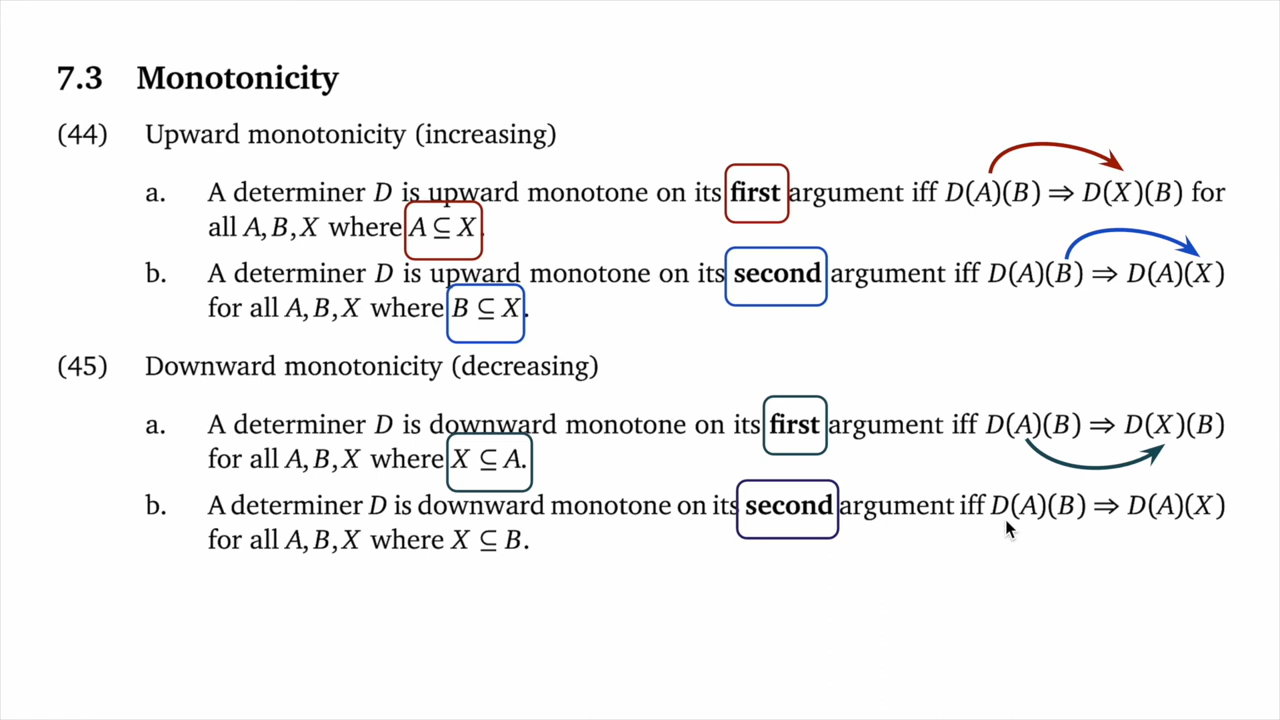 7.3 Monotonicity
(44) Upward monotonicity (increasing)
a. A determiner D is upward monotone on its first argument iff D(A)(B) ⇒ D(X)(B) for
all A, B, X where A ⊆ X.
b. A determiner D is upward monotone on its second argument iff D(A)(B) ⇒ D(A)(X)
for all A, B, X where B ⊆ X.
(45) Downward monotonicity (decreasing)
a. A determiner D is downward monotone on its first argument iff D(A)(B) ⇒ D(X)(B)
for all A, B, X where X ⊆ A.
b. A determiner D is downward monotone on its second argument iff D(A)(B) ⇒ D(A)(X)
for all A, B, X where X ⊆ B.